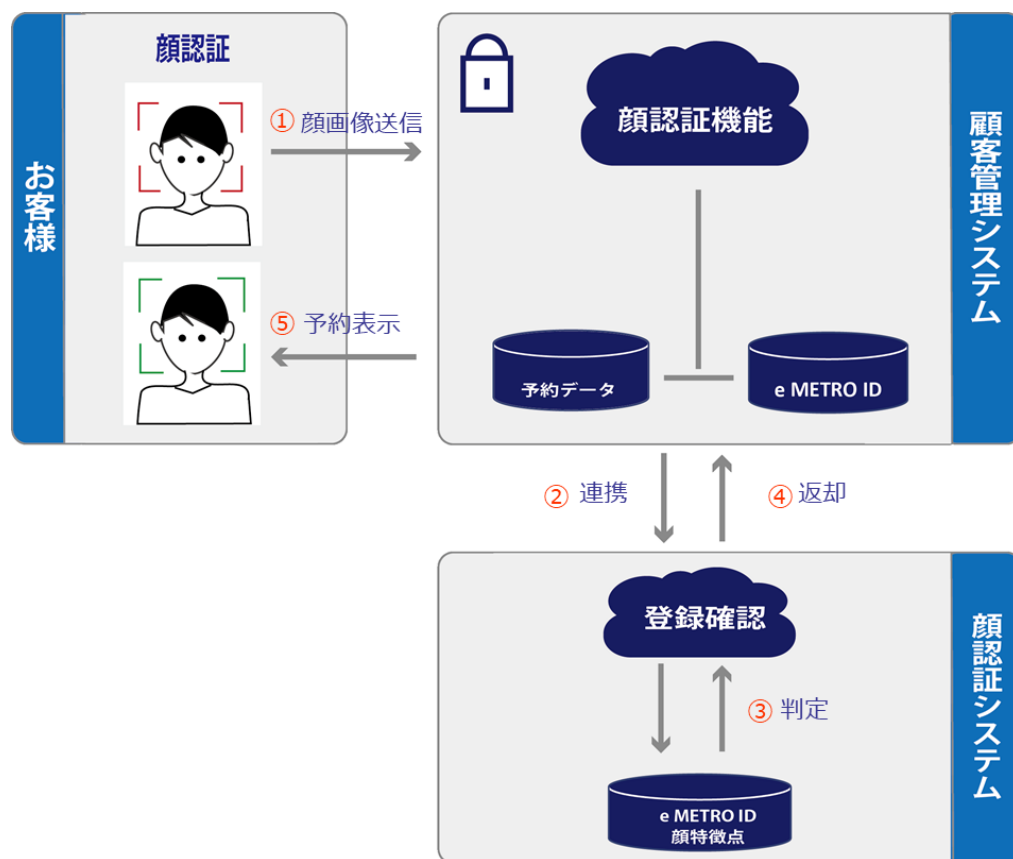 お客様
顔認証
① 顔画像送信
⑤ 予約表示
顔認証機能
予約データ
e METRO ID
顧客管理システム
② 連携
④ 返却
登録確認
③ 判定
e METRO ID
顔特徴点
顔認証システム